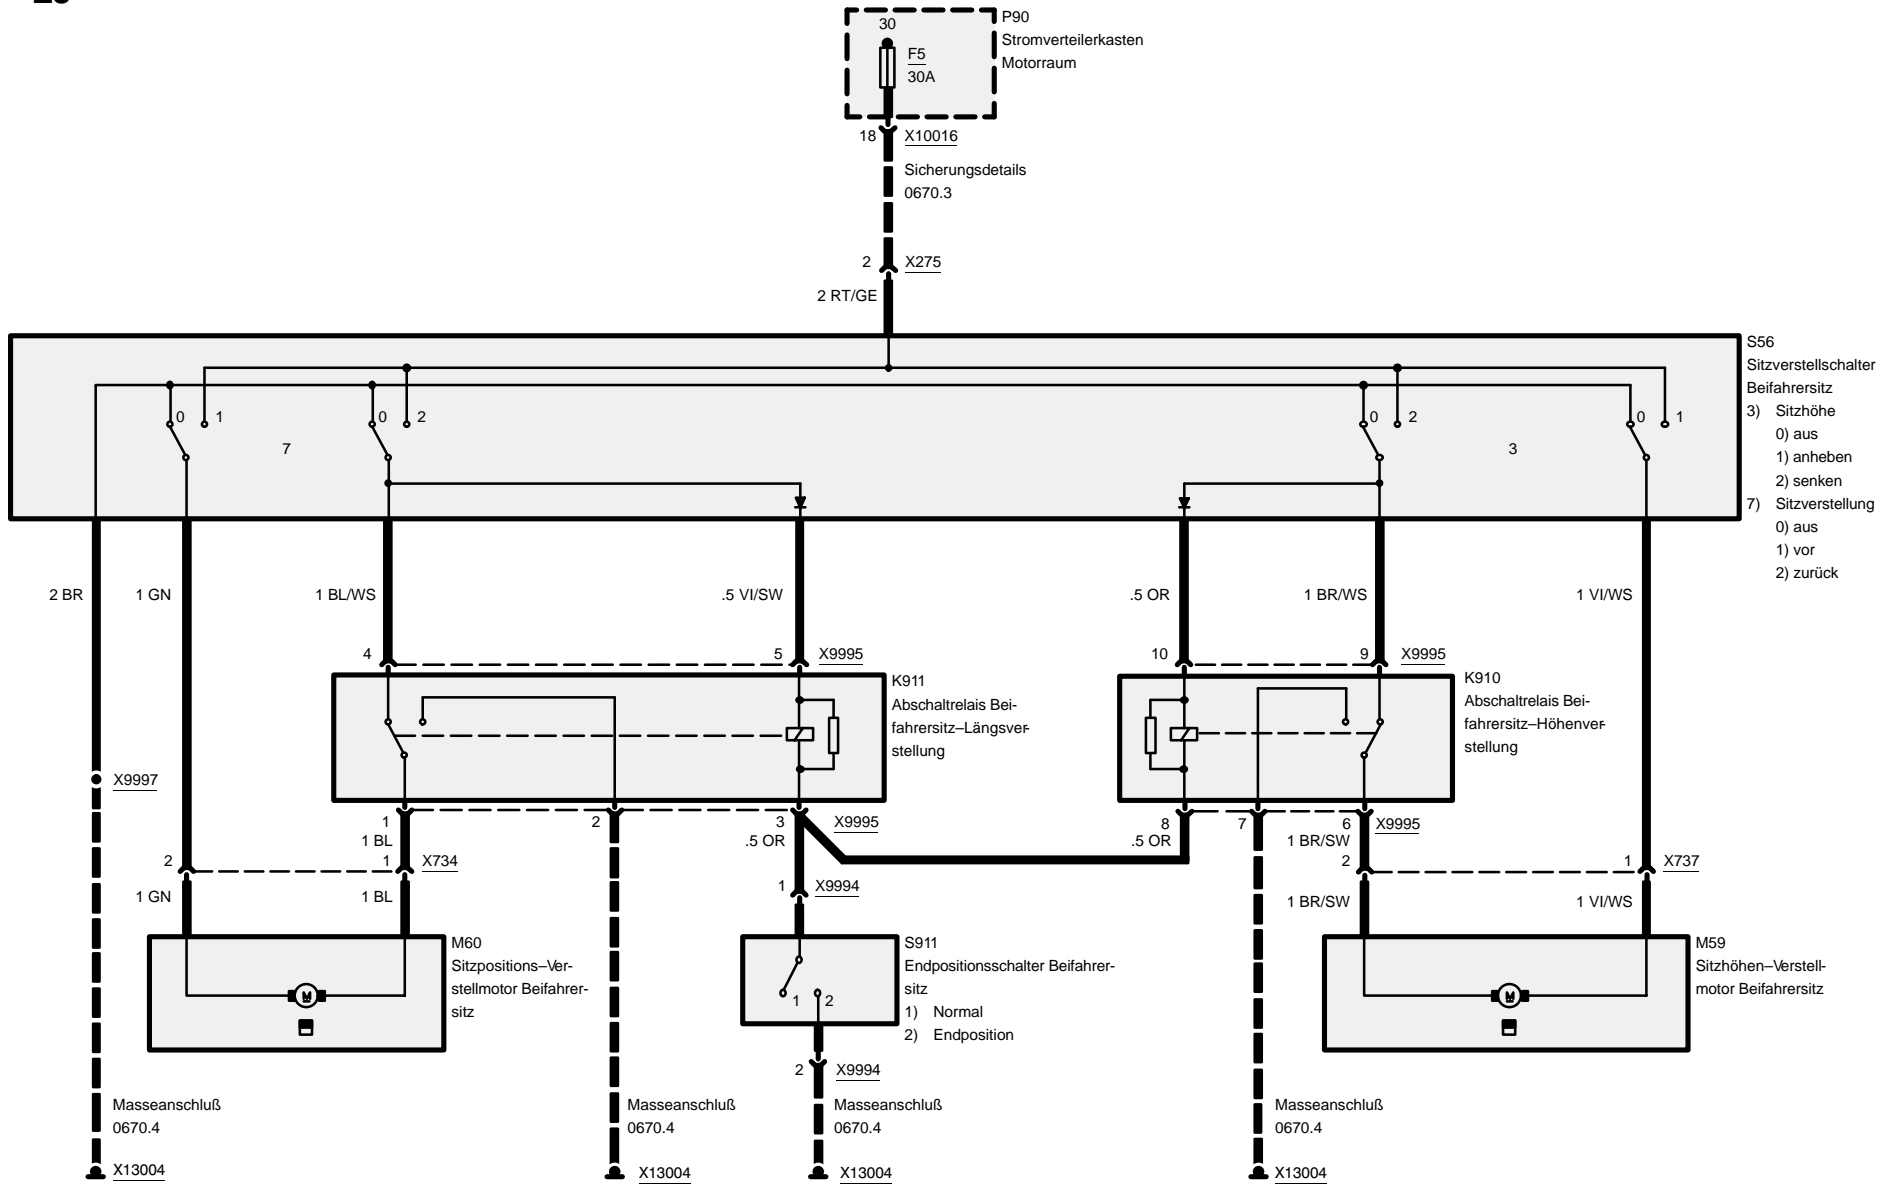 30
F5
30A
P90
Stromverteilerkasten
Motorraum
18
X10016
Sicherungsdetails
0670.3
2
X275
2 RT/GE
S56
Sitzverstellschalter
Beifahrersitz
3) Sitzhöhe
0) aus
1) anheben
2) senken
7) Sitzverstellung
0) aus
1) vor
2) zurück
0
1
7
0
2
0
2
3
0
1
2 BR
1 GN
1 BL/WS
.5 VI/SW
.5 OR
1 BR/WS
1 VI/WS
4
5
X9995
10
9
X9995
K911
Abschaltrelais Bei-
fahrersitz–Längsver-
stellung
K910
Abschaltrelais Bei-
fahrersitz–Höhenver-
stellung
X9997
1
2
3
X9995
8
7
6
X9995
1 BL
.5 OR
.5 OR
1 BR/SW
2
1
X734
2
1
X737
1 GN
1 BL
1
X9994
1 BR/SW
1 VI/WS
M
M60
Sitzpositions–Ver-
stellmotor Beifahrer-
sitz
1
2
S911
Endpositionsschalter Beifahrer-
sitz
1) Normal
2) Endposition
M
M59
Sitzhöhen–Verstell-
motor Beifahrersitz
2
X9994
Masseanschluß
0670.4
Masseanschluß
0670.4
Masseanschluß
0670.4
Masseanschluß
0670.4
X13004
X13004
X13004
X13004